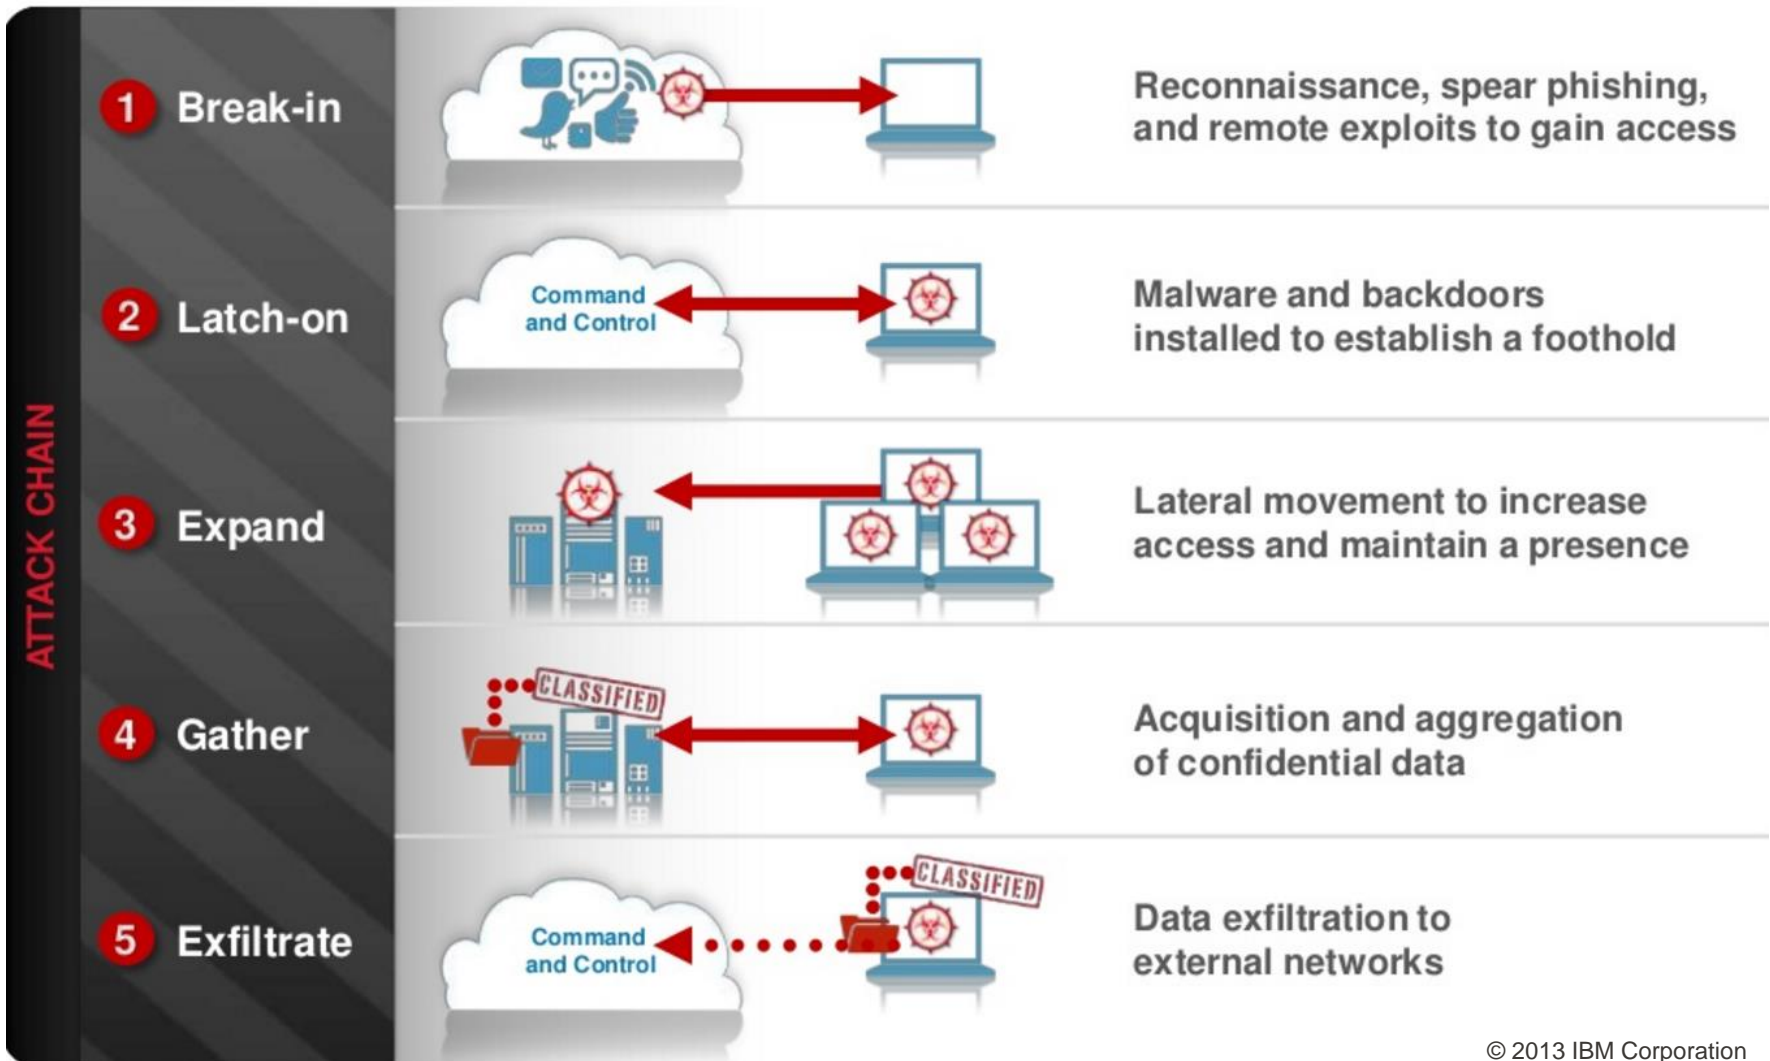 ATTACK CHAIN
1 Break-in
Reconnaissance, spear phishing,
and remote exploits to gain access
2 Latch-on
Command
and Control
Malware and backdoors
installed to establish a foothold
3 Expand
Lateral movement to increase
access and maintain a presence
4 Gather
CLASSIFIED
Acquisition and aggregation
of confidential data
5 Exfiltrate
Command
and Control
CLASSIFIED
Data exfiltration to
external networks
© 2013 IBM Corporation